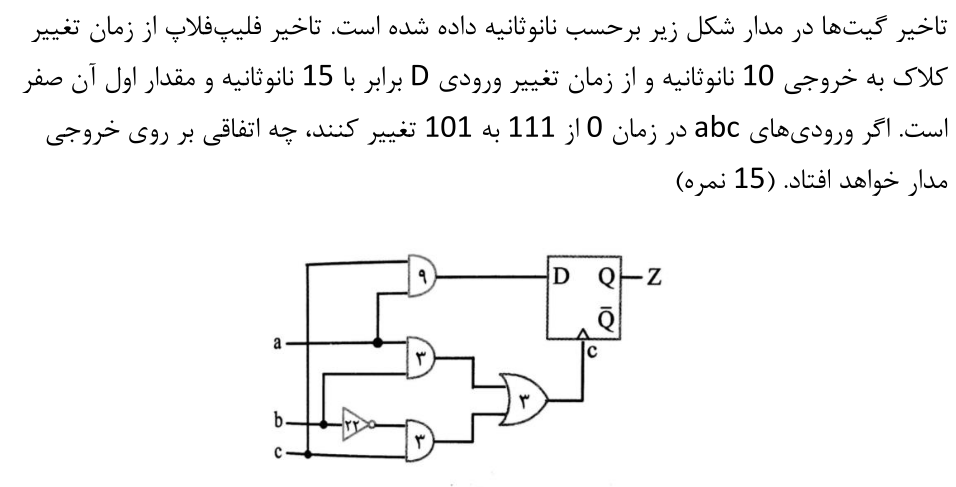 تاخیر گیت‌ها در مدار شکل زیر برحسب نانوثانیه داده شده است. تاخیر فلیپ‌فلاپ از زمان تغییر
کلاک به خروجی 10 نانوثانیه و از زمان تغییر ورودی D برابر با 15 نانوثانیه و مقدار اول آن صفر
است. اگر ورودی‌های abc در زمان 0 از 111 به 101 تغییر کنند، چه اتفاقی بر روی خروجی
مدار خواهد افتاد. (15 نمره)
۹
D Q Z
Q̅
a
۳
c
۳
b
۲۲
۳
c